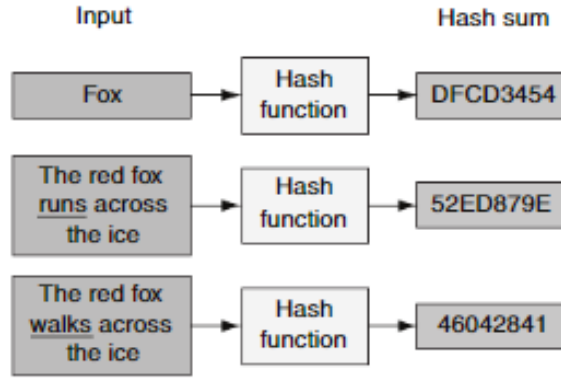 Input
Hash sum
Fox
Hash
function
DFCD3454
The red fox
runs across
the ice
Hash
function
52ED879E
The red fox
walks across
the ice
Hash
function
46042841